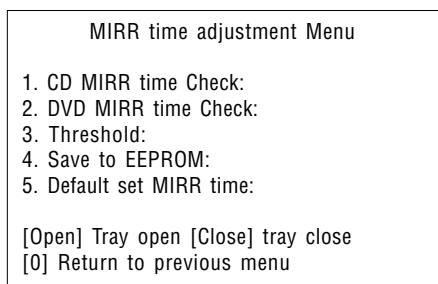 MIRR time adjustment Menu
1. CD MIRR time Check:
2. DVD MIRR time Check:
3. Threshold:
4. Save to EEPROM:
5. Default set MIRR time:
[Open] Tray open [Close] tray close
[0] Return to previous menu